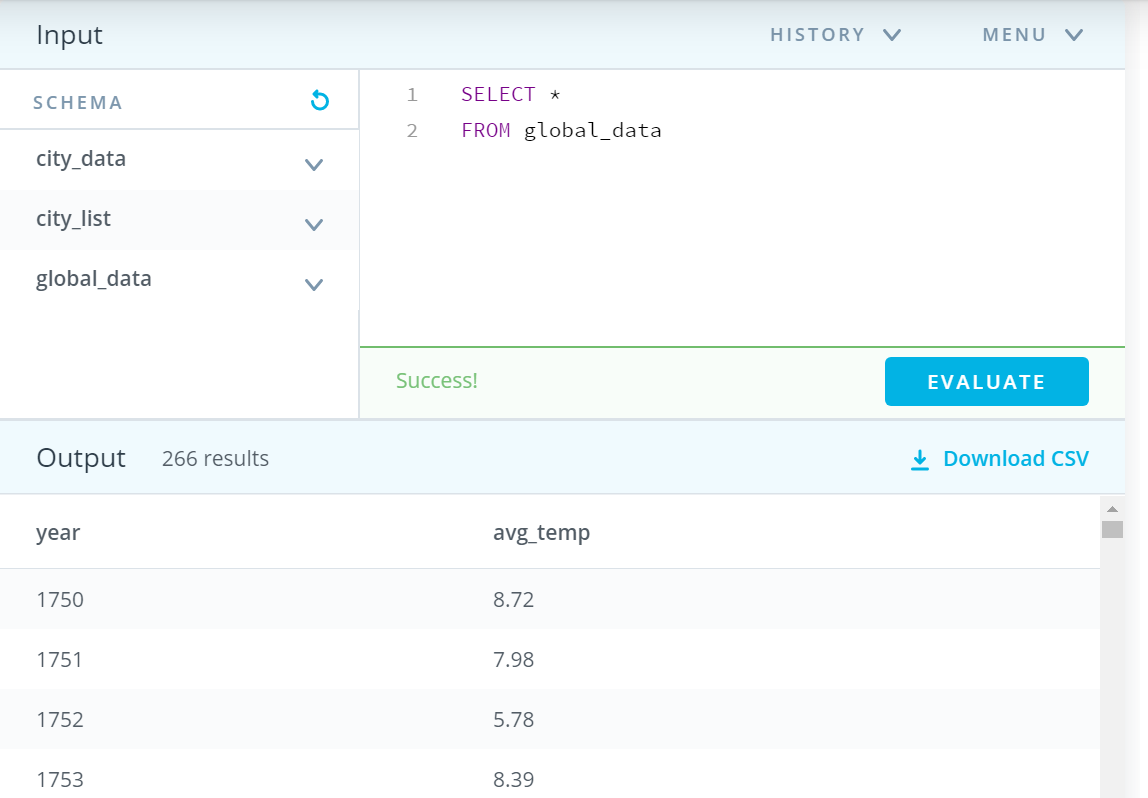 Input HISTORY MENU
SCHEMA
city_data
city_list
global_data
1 SELECT *
2 FROM global_data
Success! EVALUATE
Output 266 results Download CSV
year avg_temp
1750 8.72
1751 7.98
1752 5.78
1753 8.39